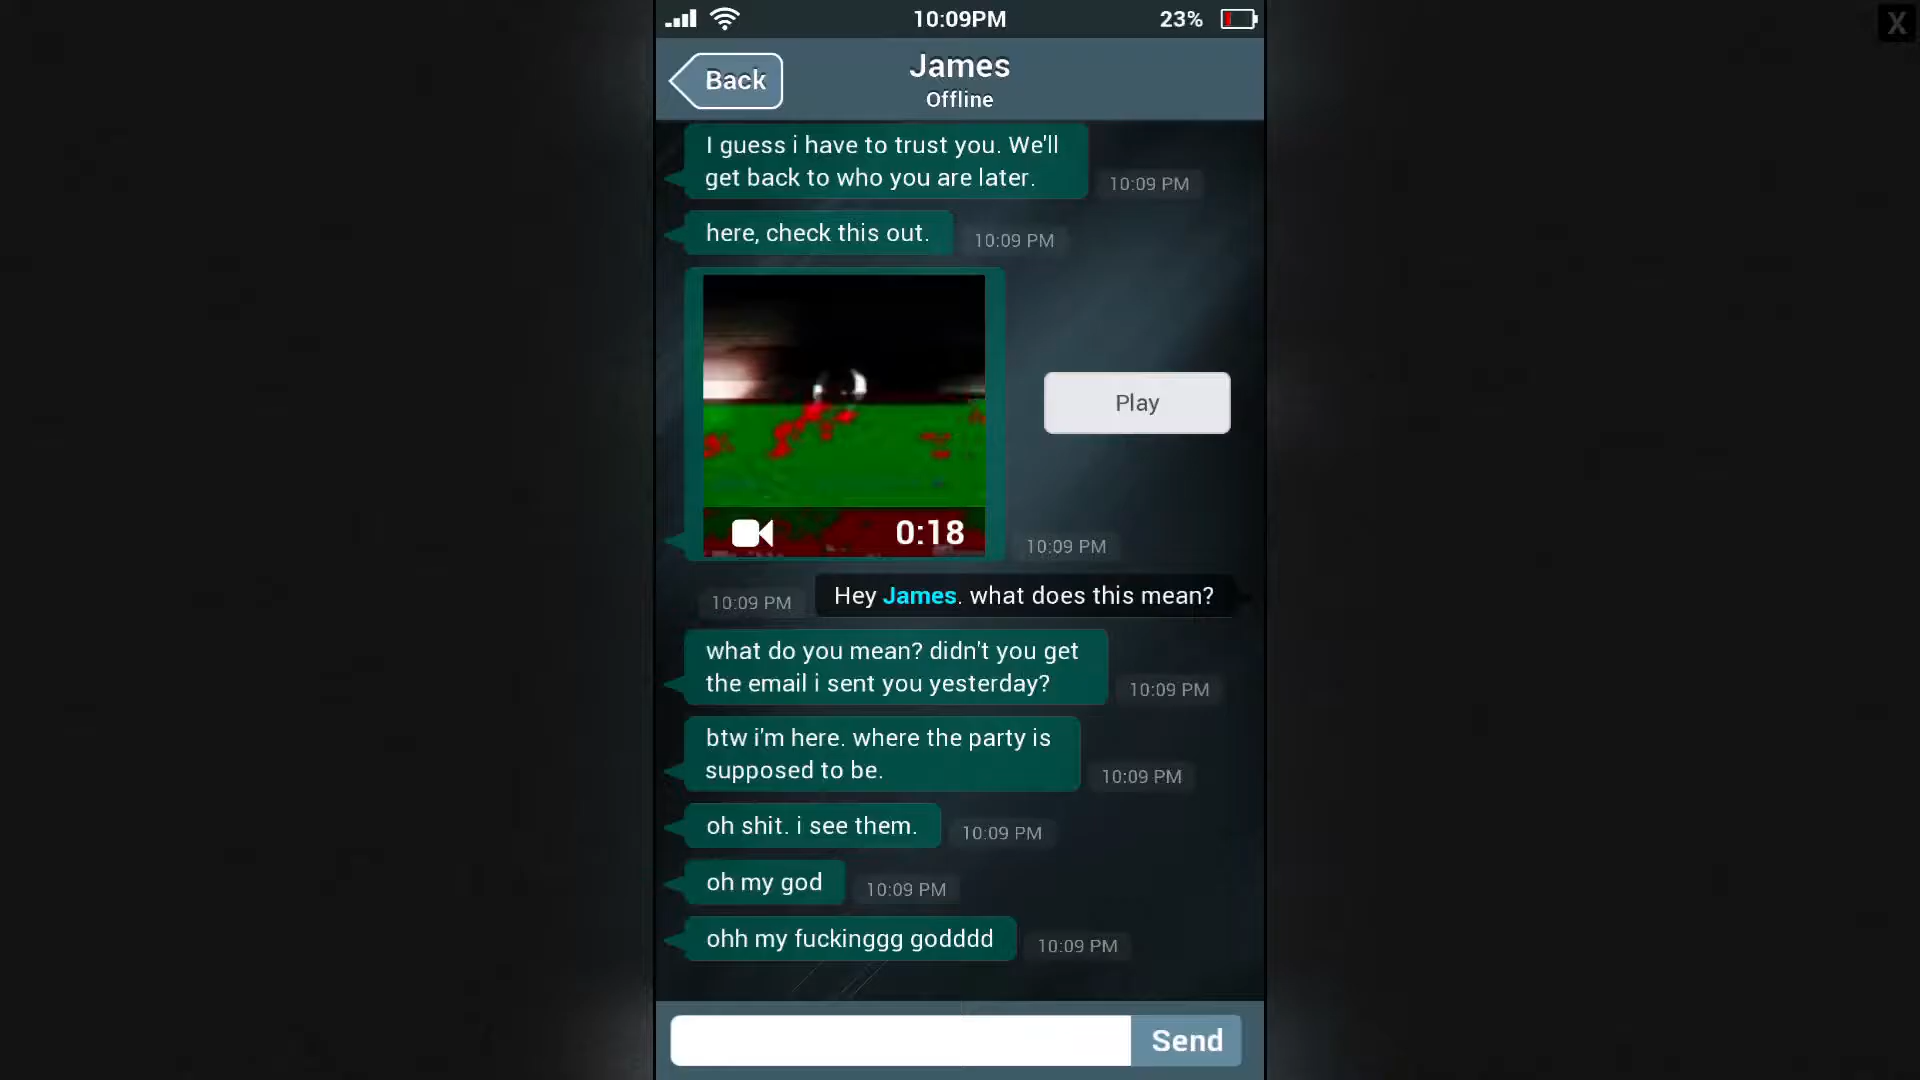 10:09PM
23%
X
Back
James
Offline
I guess i have to trust you. We'll
get back to who you are later.
10:09 PM
here, check this out.
10:09 PM
Play
0:18
10:09 PM
10:09 PM
Hey James. what does this mean?
what do you mean? didn't you get
the email i sent you yesterday?
10:09 PM
btw i'm here. where the party is
supposed to be.
10:09 PM
oh shit. i see them.
10:09 PM
oh my god
10:09 PM
ohh my fuckinggg godddd
10:09 PM
Send